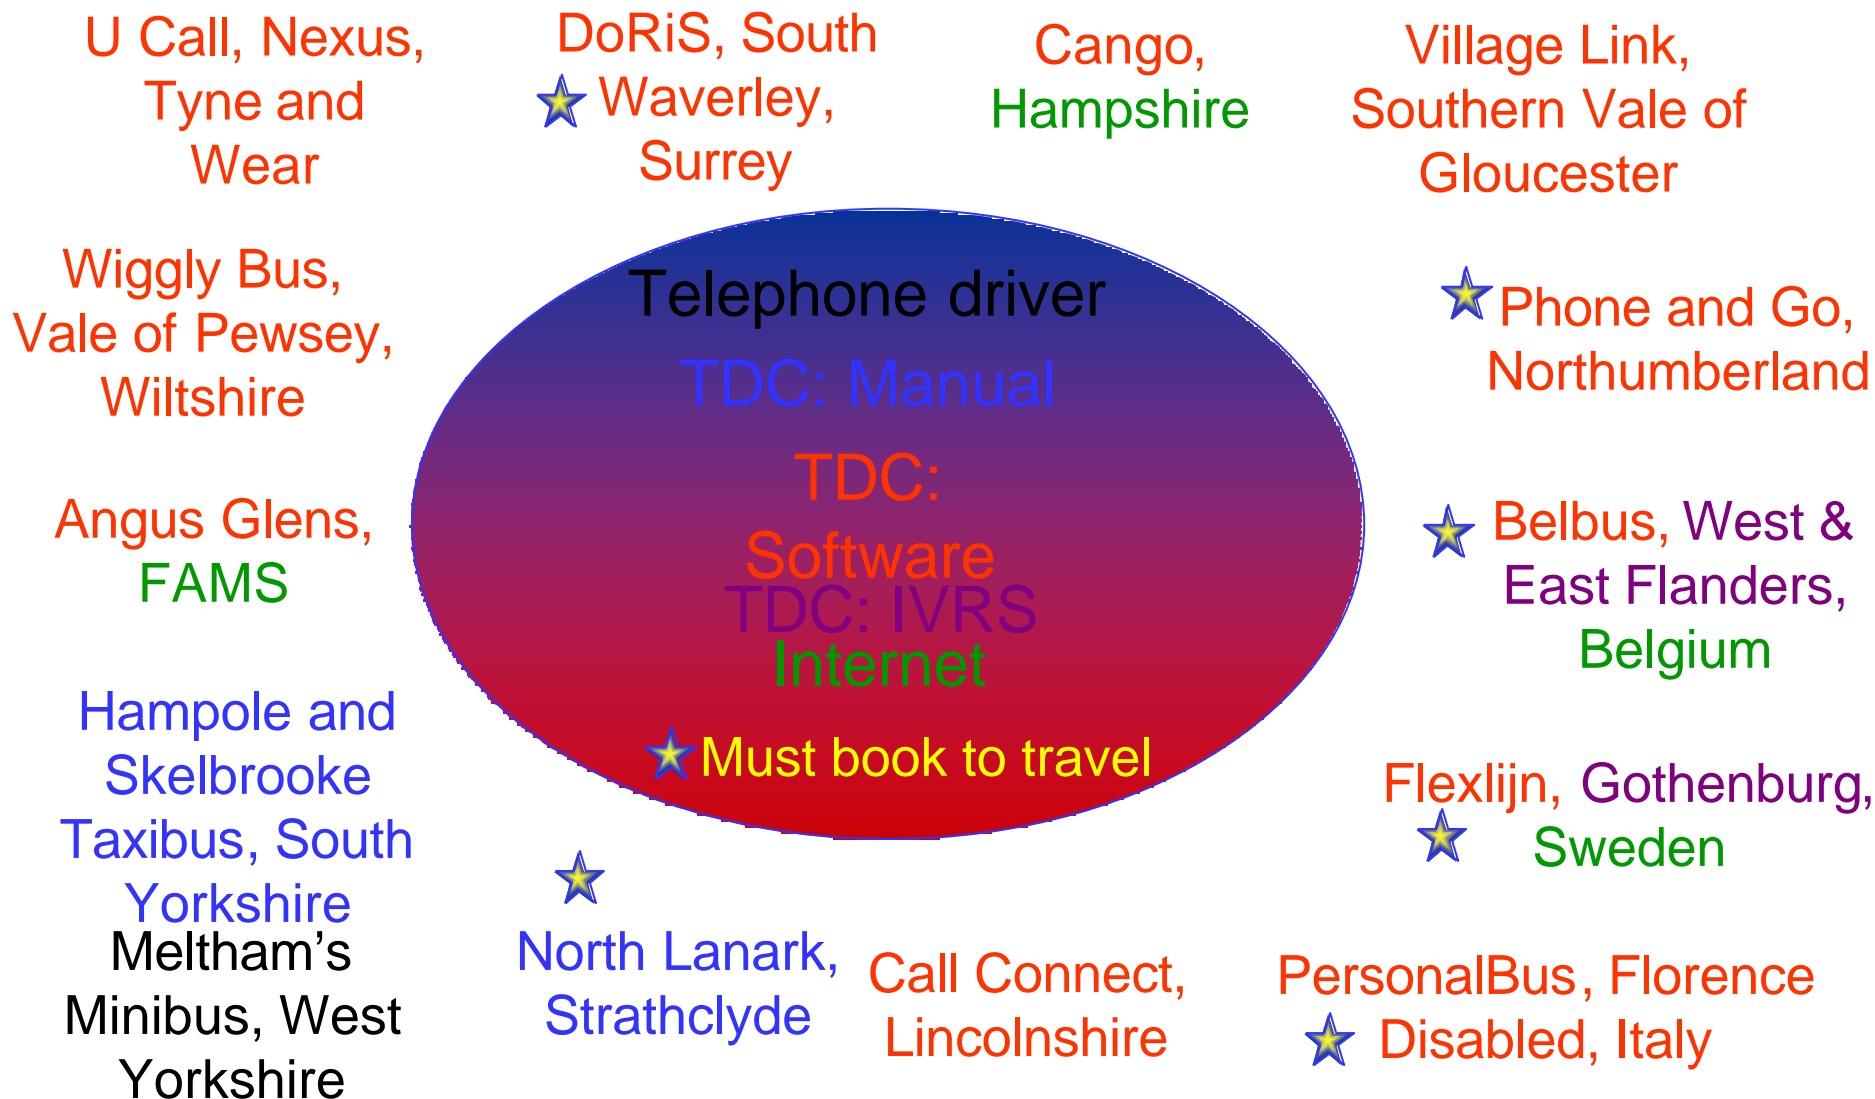 U Call, Nexus,
Tyne and
Wear
DoRiS, South
Waverley,
Surrey
Cango,
Hampshire
Village Link,
Southern Vale of
Gloucester
Wiggly Bus,
Vale of Pewsey,
Wiltshire
Telephone driver
TDC: Manual
TDC:
Software
TDC: IVRS
Internet
Must book to travel
Phone and Go,
Northumberland
Angus Glens,
FAMS
Belbus, West &
East Flanders,
Belgium
Hampole and
Skelbrooke
Taxibus, South
Yorkshire
Flexlijn, Gothenburg,
Sweden
Meltham’s
Minibus, West
Yorkshire
North Lanark,
Strathclyde
Call Connect,
Lincolnshire
PersonalBus, Florence
Disabled, Italy